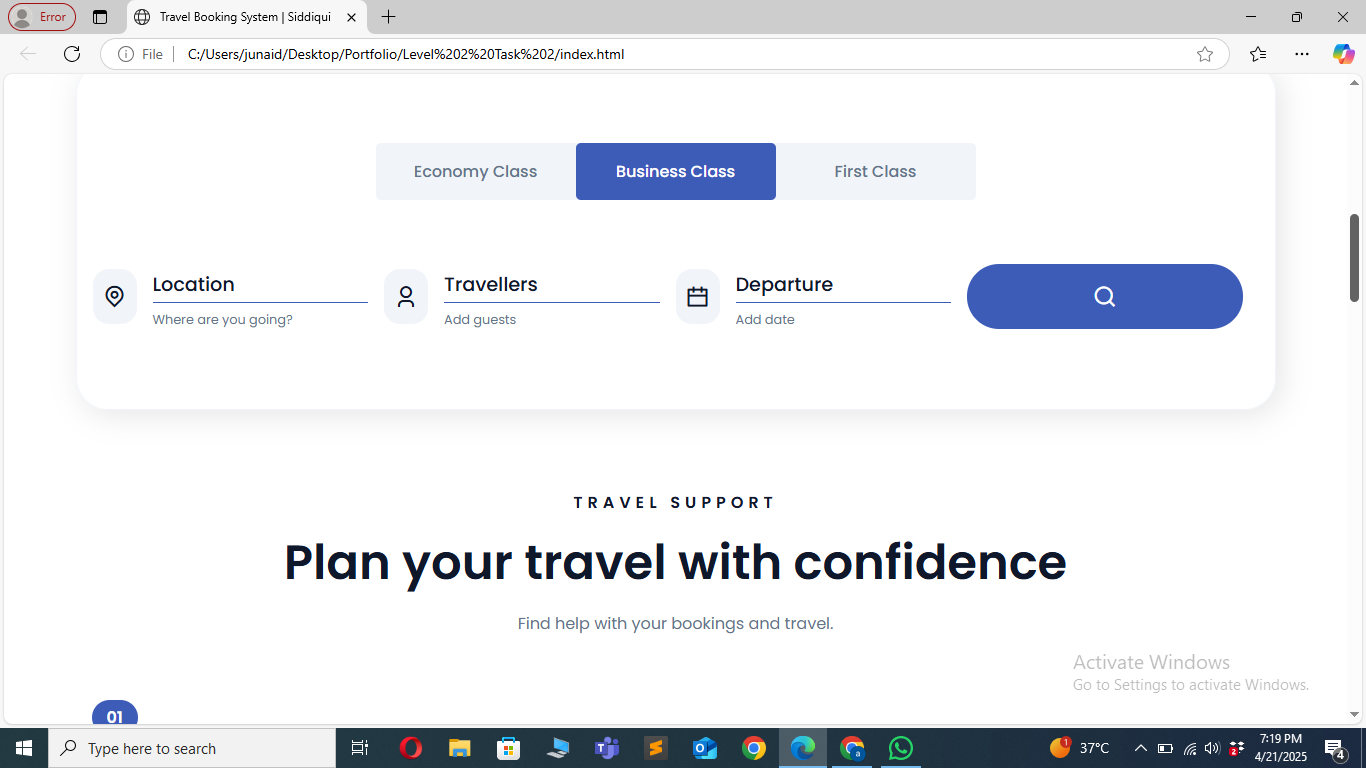 Error
Travel Booking System | Siddiqui
File
C:/Users/junaid/Desktop/Portfolio/Level%202%20Task%202/index.html
Economy Class
Business Class
First Class
Location
Where are you going?
Travellers
Add guests
Departure
Add date
TRAVEL SUPPORT
Plan your travel with confidence
Find help with your bookings and travel.
01
Activate Windows
Go to Settings to activate Windows.
Type here to search
1
37°C
2
7:19 PM
4/21/2025
4